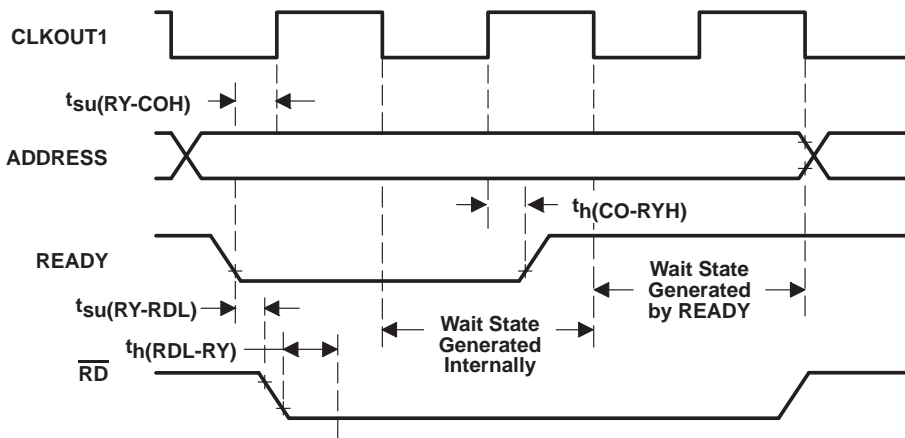 CLKOUT1
tsu(RY-COH)
ADDRESS
th(CO-RYH)
READY
Wait State
Generated
by READY
tsu(RY-RDL)
Wait State
Generated
Internally
th(RDL-RY)
RD